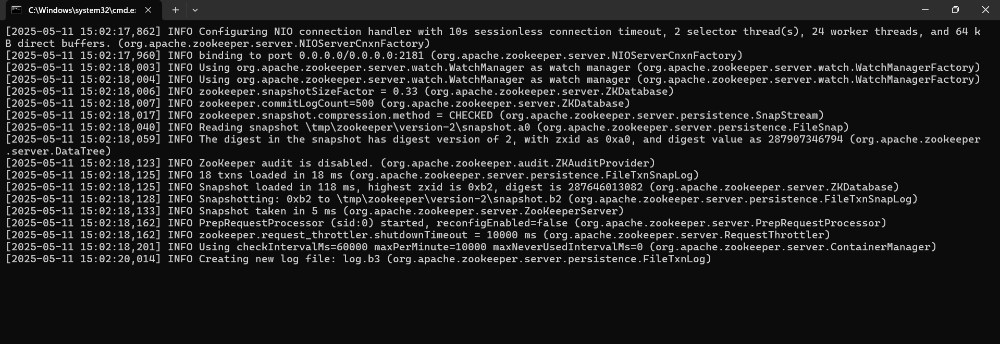 C:\Windows\system32\cmd.e
[2025-05-11 15:02:17,862] INFO Configuring NIO connection handler with 10s sessionless connection timeout, 2 selector thread(s), 24 worker threads, and 64 k
B direct buffers. (org.apache.zookeeper.server.NIOServerCnxnFactory)
[2025-05-11 15:02:17,960] INFO binding to port 0.0.0.0/0.0.0.0:2181 (org.apache.zookeeper.server.NIOServerCnxnFactory)
[2025-05-11 15:02:18,003] INFO Using org.apache.zookeeper.server.watch.WatchManager as watch manager (org.apache.zookeeper.server.watch.WatchManagerFactory)
[2025-05-11 15:02:18,004] INFO Using org.apache.zookeeper.server.watch.WatchManager as watch manager (org.apache.zookeeper.server.watch.WatchManagerFactory)
[2025-05-11 15:02:18,006] INFO zookeeper.snapshotSizeFactor = 0.33 (org.apache.zookeeper.server.ZKDatabase)
[2025-05-11 15:02:18,007] INFO zookeeper.commitLogCount=500 (org.apache.zookeeper.server.ZKDatabase)
[2025-05-11 15:02:18,017] INFO zookeeper.snapshot.compression.method = CHECKED (org.apache.zookeeper.server.persistence.SnapStream)
[2025-05-11 15:02:18,040] INFO Reading snapshot \tmp\zookeeper\version-2\snapshot.a0 (org.apache.zookeeper.server.persistence.FileSnap)
[2025-05-11 15:02:18,059] INFO The digest in the snapshot has digest version of 2, with zxid as 0xa0, and digest value as 287907346794 (org.apache.zookeeper
.server.DataTree)
[2025-05-11 15:02:18,123] INFO ZooKeeper audit is disabled. (org.apache.zookeeper.audit.ZKAuditProvider)
[2025-05-11 15:02:18,125] INFO 18 txns loaded in 18 ms (org.apache.zookeeper.server.persistence.FileTxnSnapLog)
[2025-05-11 15:02:18,125] INFO Snapshot loaded in 118 ms, highest zxid is 0xb2, digest is 287646013082 (org.apache.zookeeper.server.ZKDatabase)
[2025-05-11 15:02:18,128] INFO Snapshotting: 0xb2 to \tmp\zookeeper\version-2\snapshot.b2 (org.apache.zookeeper.server.persistence.FileTxnSnapLog)
[2025-05-11 15:02:18,133] INFO Snapshot taken in 5 ms (org.apache.zookeeper.server.ZooKeeperServer)
[2025-05-11 15:02:18,162] INFO PrepRequestProcessor (sid:0) started, reconfigEnabled=false (org.apache.zookeeper.server.PrepRequestProcessor)
[2025-05-11 15:02:18,162] INFO zookeeper.request_throttler.shutdownTimeout = 10000 ms (org.apache.zookeeper.server.RequestThrottler)
[2025-05-11 15:02:18,201] INFO Using checkIntervalMs=60000 maxPerMinute=10000 maxNeverUsedIntervalMs=0 (org.apache.zookeeper.server.ContainerManager)
[2025-05-11 15:02:20,014] INFO Creating new log file: log.b3 (org.apache.zookeeper.server.persistence.FileTxnLog)